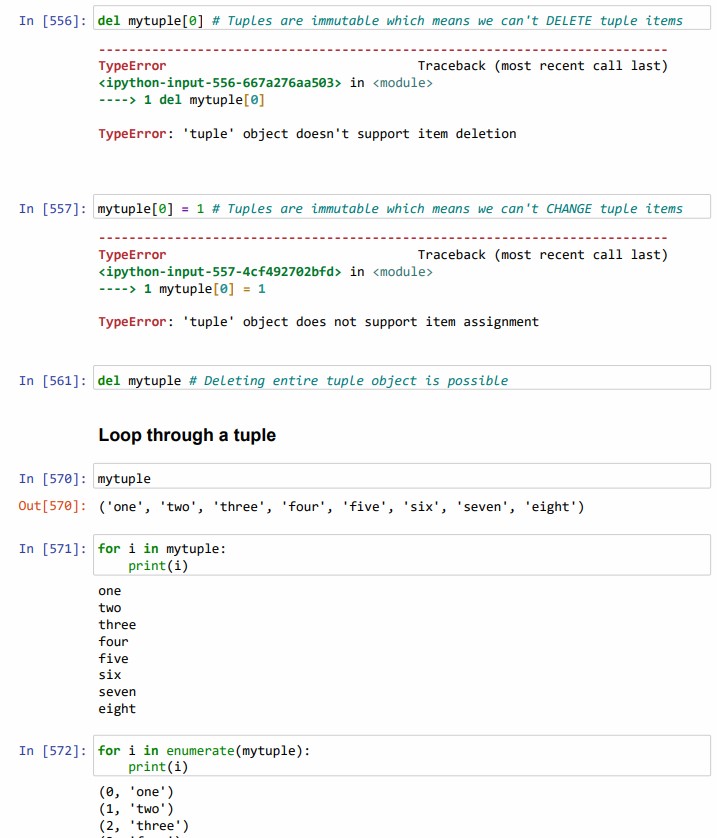 In [556]: del mytuple[0] # Tuples are immutable which means we can't DELETE tuple items
---------------------------------------------------------------------------
TypeError                                 Traceback (most recent call last)
<ipython-input-556-667a276aa503> in <module>
----> 1 del mytuple[0]
TypeError: 'tuple' object doesn't support item deletion
In [557]: mytuple[0] = 1 # Tuples are immutable which means we can't CHANGE tuple items
---------------------------------------------------------------------------
TypeError                                 Traceback (most recent call last)
<ipython-input-557-4cf492702bfd> in <module>
----> 1 mytuple[0] = 1
TypeError: 'tuple' object does not support item assignment
In [561]: del mytuple # Deleting entire tuple object is possible
Loop through a tuple
In [570]: mytuple
Out[570]: ('one', 'two', 'three', 'four', 'five', 'six', 'seven', 'eight')
In [571]: for i in mytuple:
    print(i)
one
two
three
four
five
six
seven
eight
In [572]: for i in enumerate(mytuple):
    print(i)
(0, 'one')
(1, 'two')
(2, 'three')